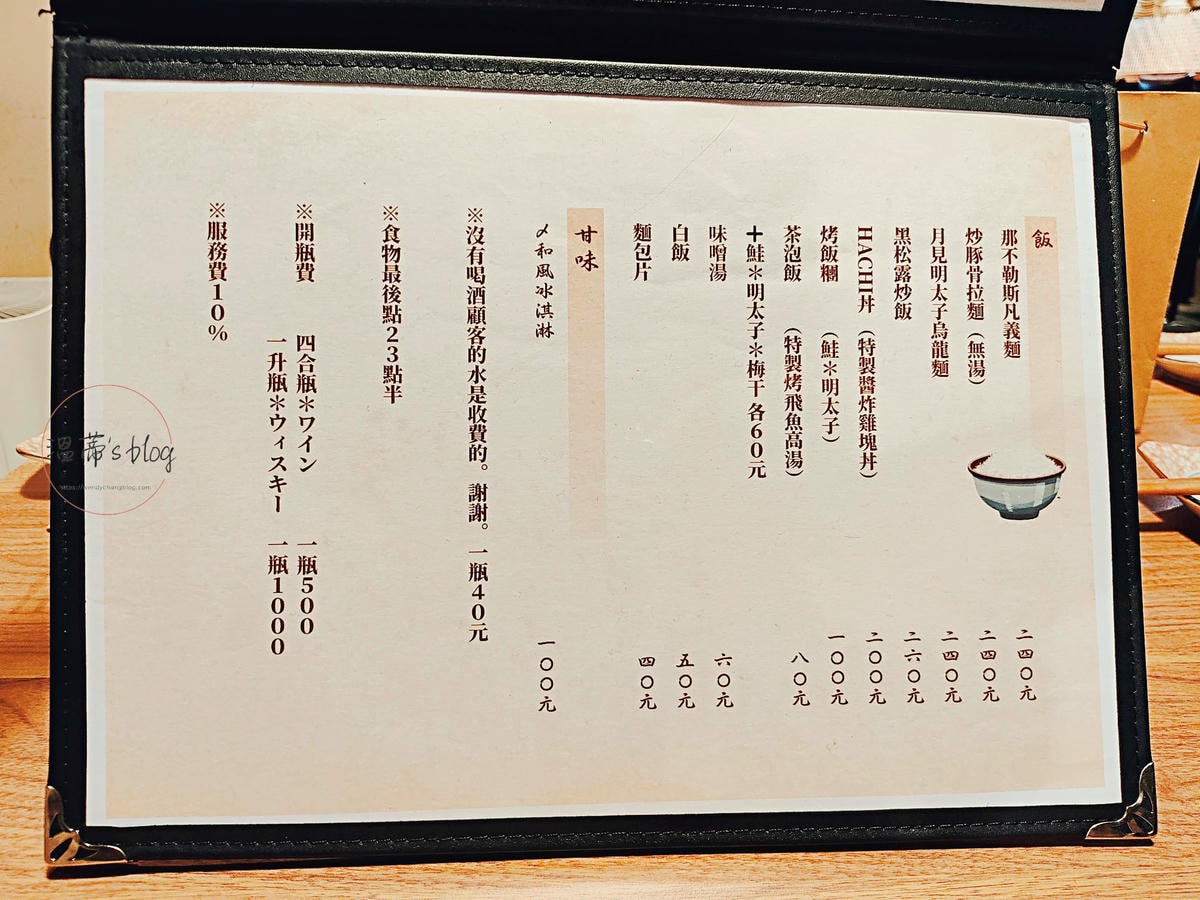 飯
那不勒斯凡義麵 二四〇元
炒豚骨拉麵（無湯） 二四〇元
月見明太子烏龍麵 二四〇元
黑松露炒飯 二六〇元
HACHI丼（特製醬炸雞塊丼） 二〇〇元
烤飯糰（鮭＊明太子） 一〇〇元
茶泡飯（特製烤飛魚高湯） 八〇元
＋鮭＊明太子＊梅干 各60元
味噌湯 六〇元
白飯 五〇元
麵包片 四〇元
甘味
〆和風冰淇淋 一〇〇元
※沒有喝酒顧客的水是收費的。謝謝。一瓶40元
※食物最後點23點半
※開瓶費 四合瓶＊ワイン 一瓶500
一升瓶＊ウィスキー 一瓶1000
※服務費10%
溫蒂's blog
https://wendychangblog.com